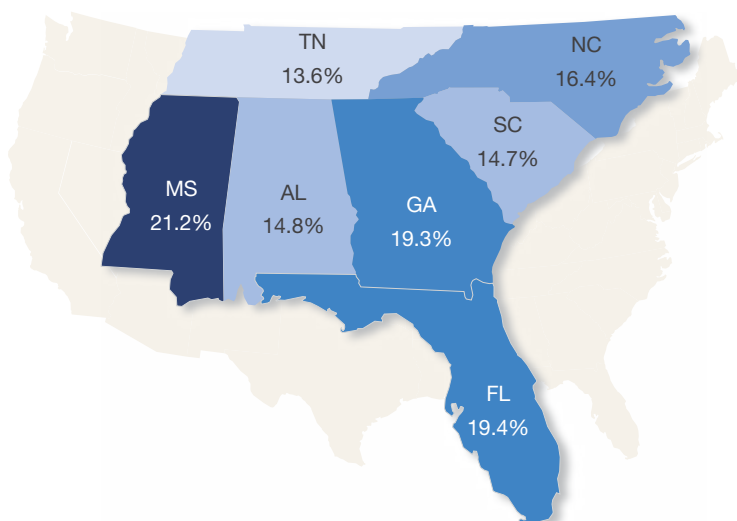 TN
13.6%
NC
16.4%
SC
14.7%
MS
21.2%
AL
14.8%
GA
19.3%
FL
19.4%